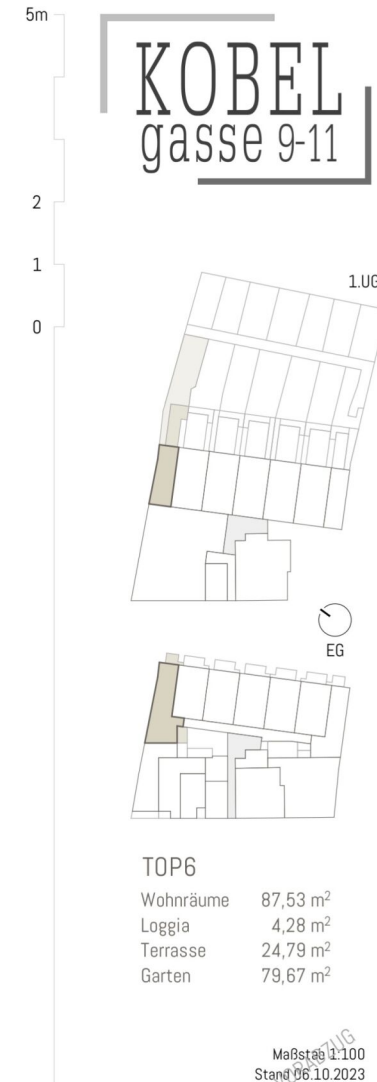 5m
KOBEL
gasse 9-11
2
1
1.UG
0
EG
TOP6
Wohnräume 87,53 m²
Loggia 4,28 m²
Terrasse 24,79 m²
Garten 79,67 m²
VORABZUG
Maßstab 1:100
Stand 06.10.2023